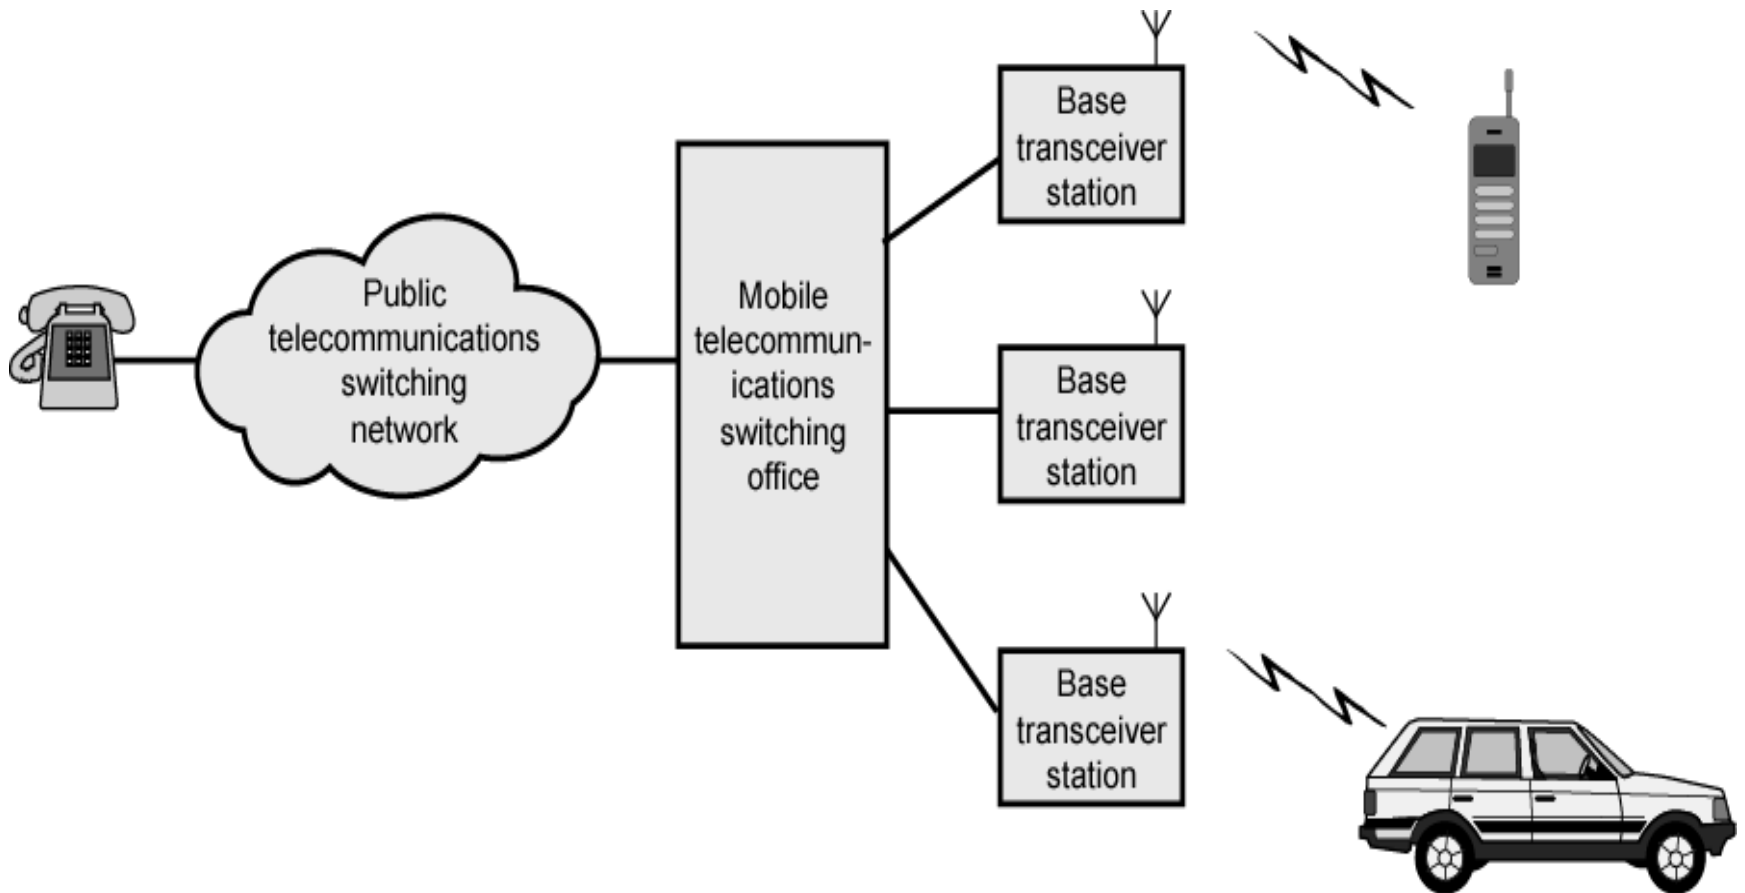 Public
telecommunications
switching
network
Mobile
telecommun-
ications
switching
office
Base
transceiver
station
Base
transceiver
station
Base
transceiver
station